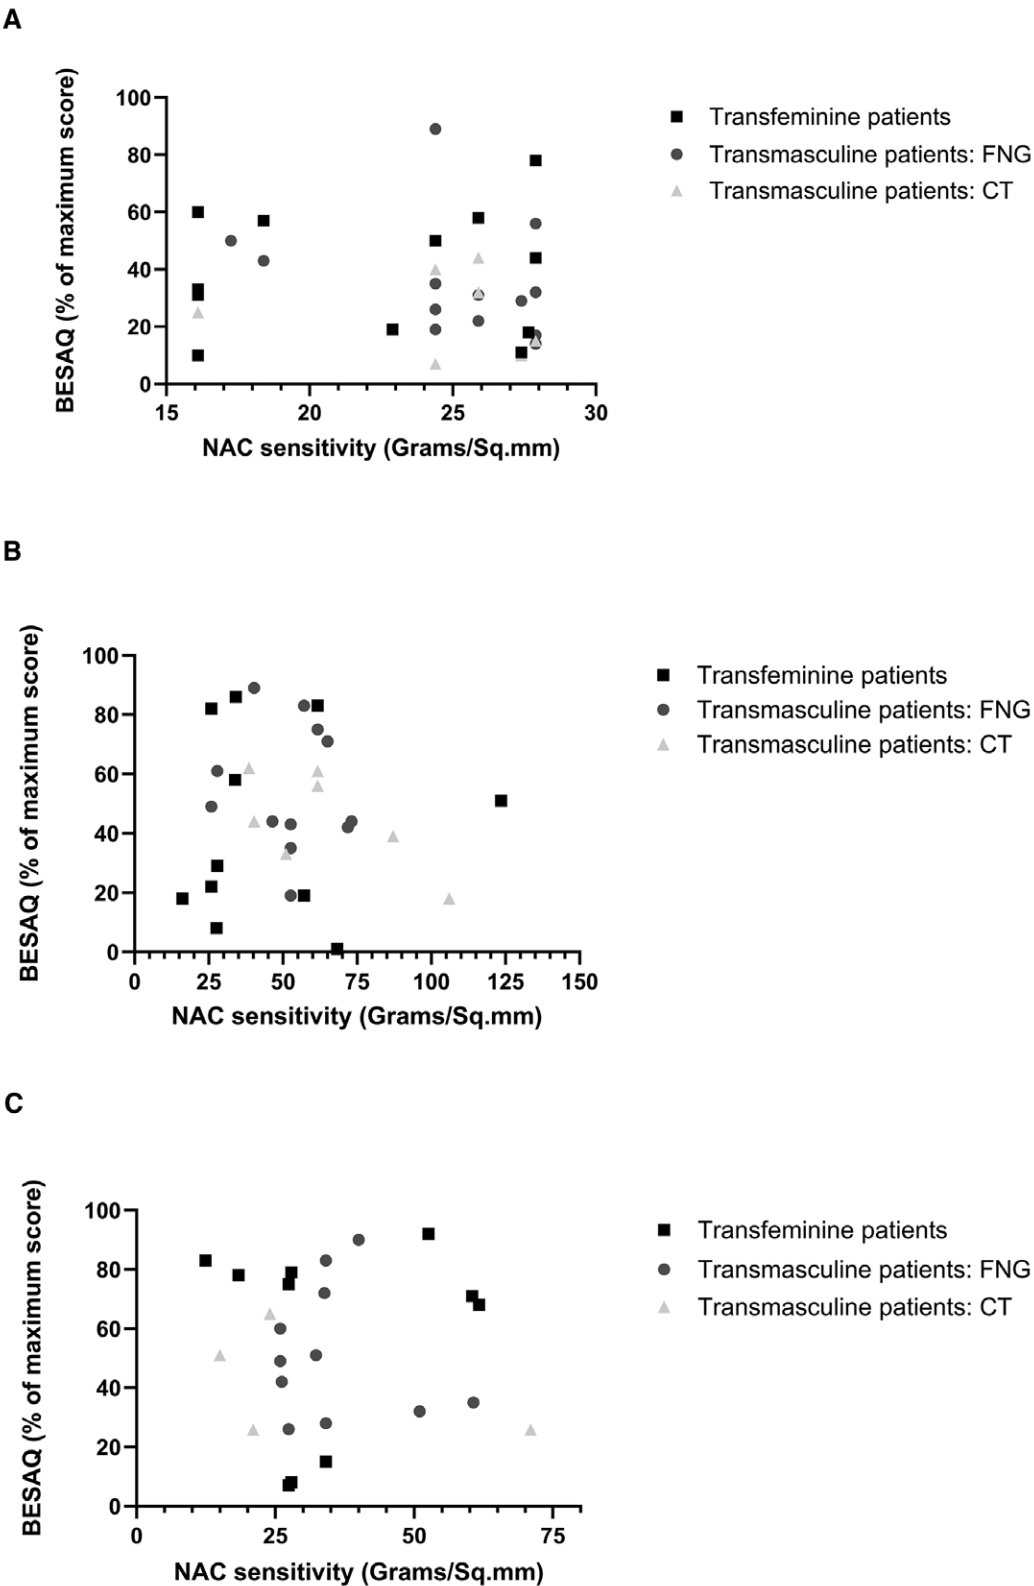 A
BESAQ (% of maximum score)
100
80
60
40
20
0
15 20 25 30
NAC sensitivity (Grams/Sq.mm)
Transfeminine patients
Transmasculine patients: FNG
Transmasculine patients: CT
B
BESAQ (% of maximum score)
100
80
60
40
20
0
0 25 50 75 100 125 150
NAC sensitivity (Grams/Sq.mm)
Transfeminine patients
Transmasculine patients: FNG
Transmasculine patients: CT
C
BESAQ (% of maximum score)
100
80
60
40
20
0
0 25 50 75
NAC sensitivity (Grams/Sq.mm)
Transfeminine patients
Transmasculine patients: FNG
Transmasculine patients: CT